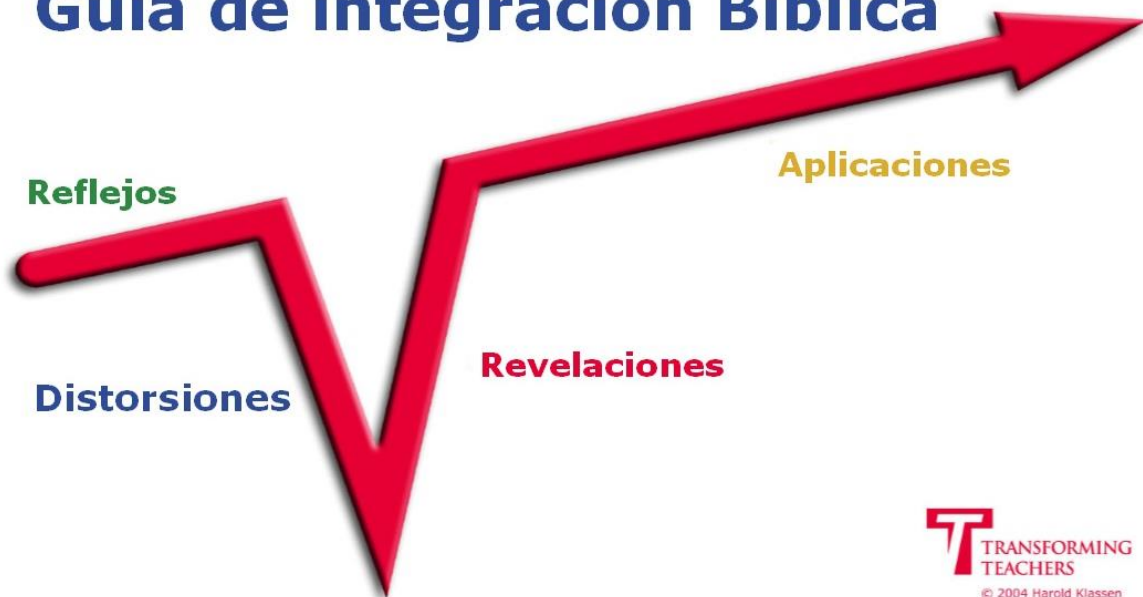 Guía de Integración Bíblica
Reflejos
Aplicaciones
Distorsiones
Revelaciones
TRANSFORMING
TEACHERS
© 2004 Harold Klassen